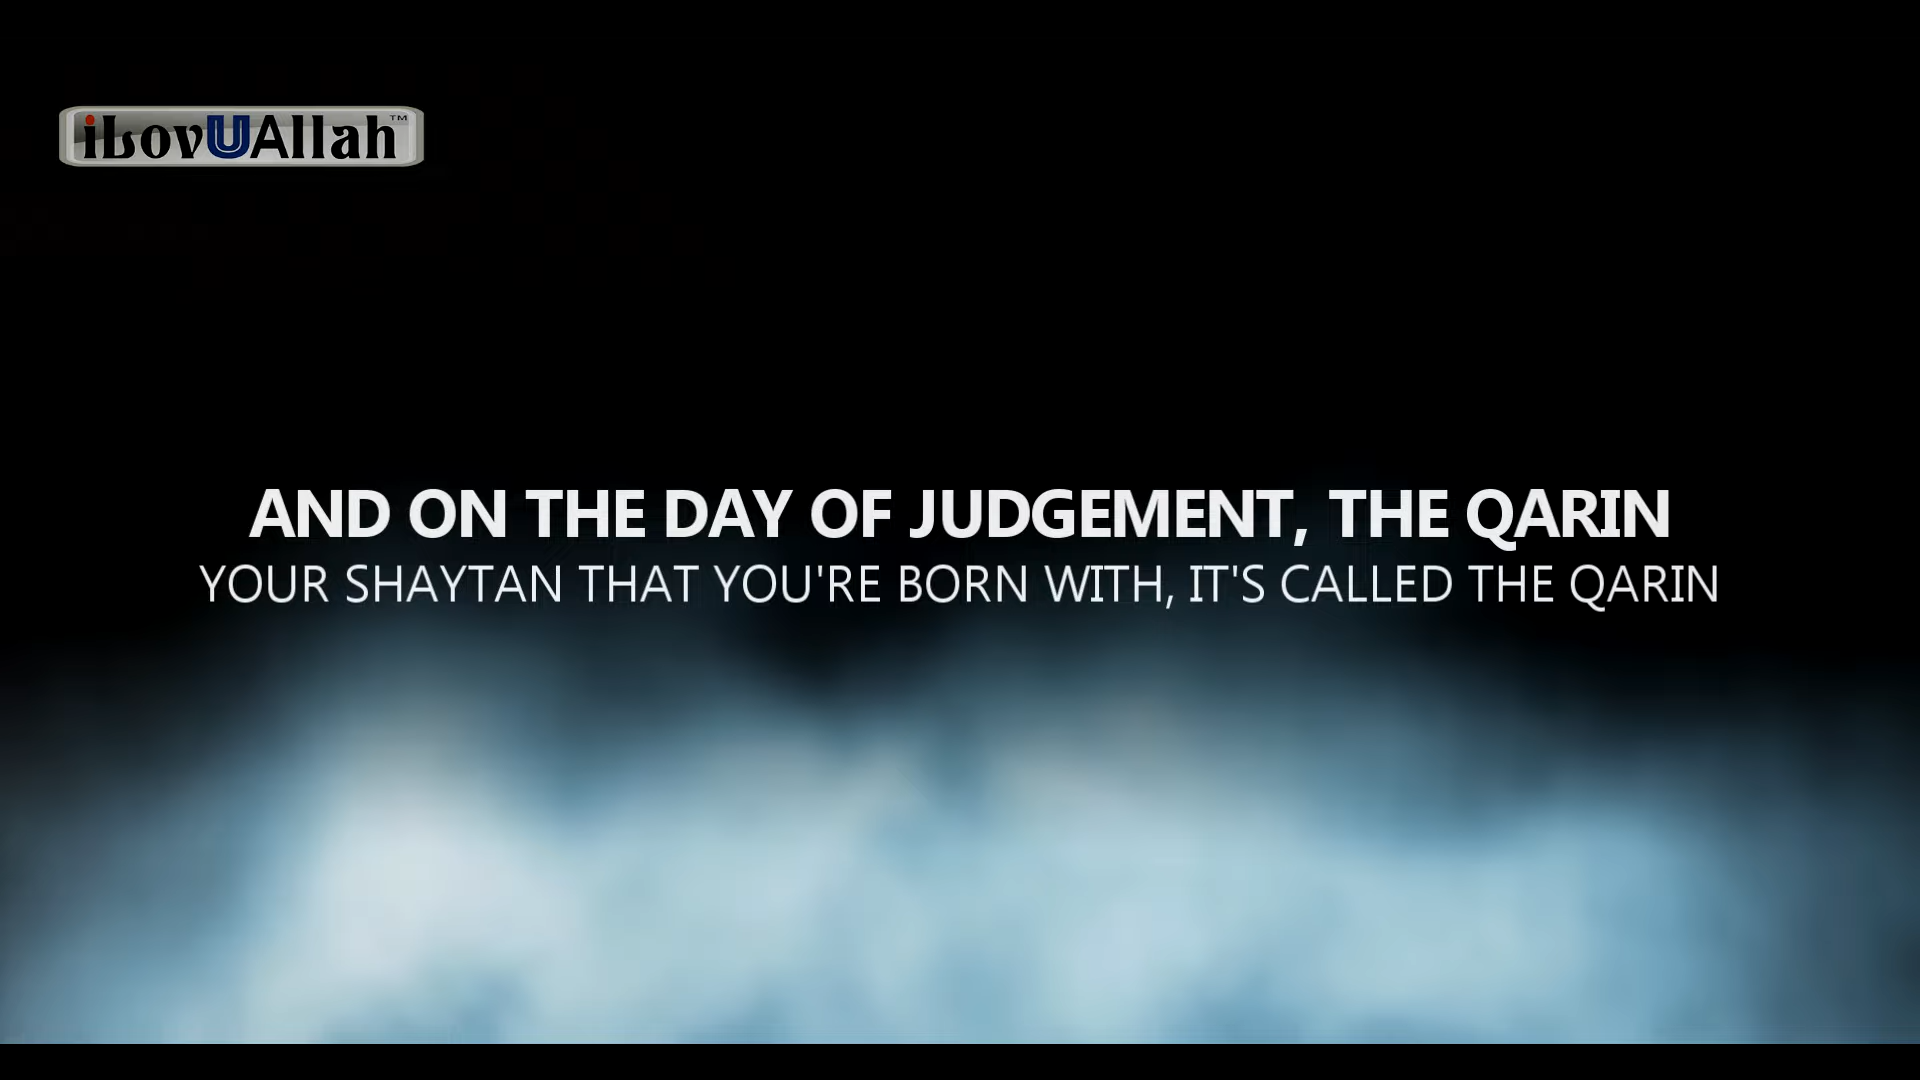 iLovUAllah™
AND ON THE DAY OF JUDGEMENT, THE QARIN
YOUR SHAYTAN THAT YOU'RE BORN WITH, IT'S CALLED THE QARIN